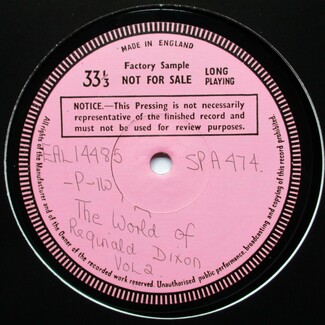 MADE IN ENGLAND
Factory Sample
33⅓ NOT FOR SALE LONG PLAYING
NOTICE.—This Pressing is not necessarily
representative of the finished record and
must not be used for review purposes.
EAL14485 SPA474.
-P-1W
The World of
Reginald Dixon
VOL 2
All rights of the Manufacturer and of the Owner of the recorded work reserved. Unauthorised public performance, broadcasting and copying of this record prohibited.